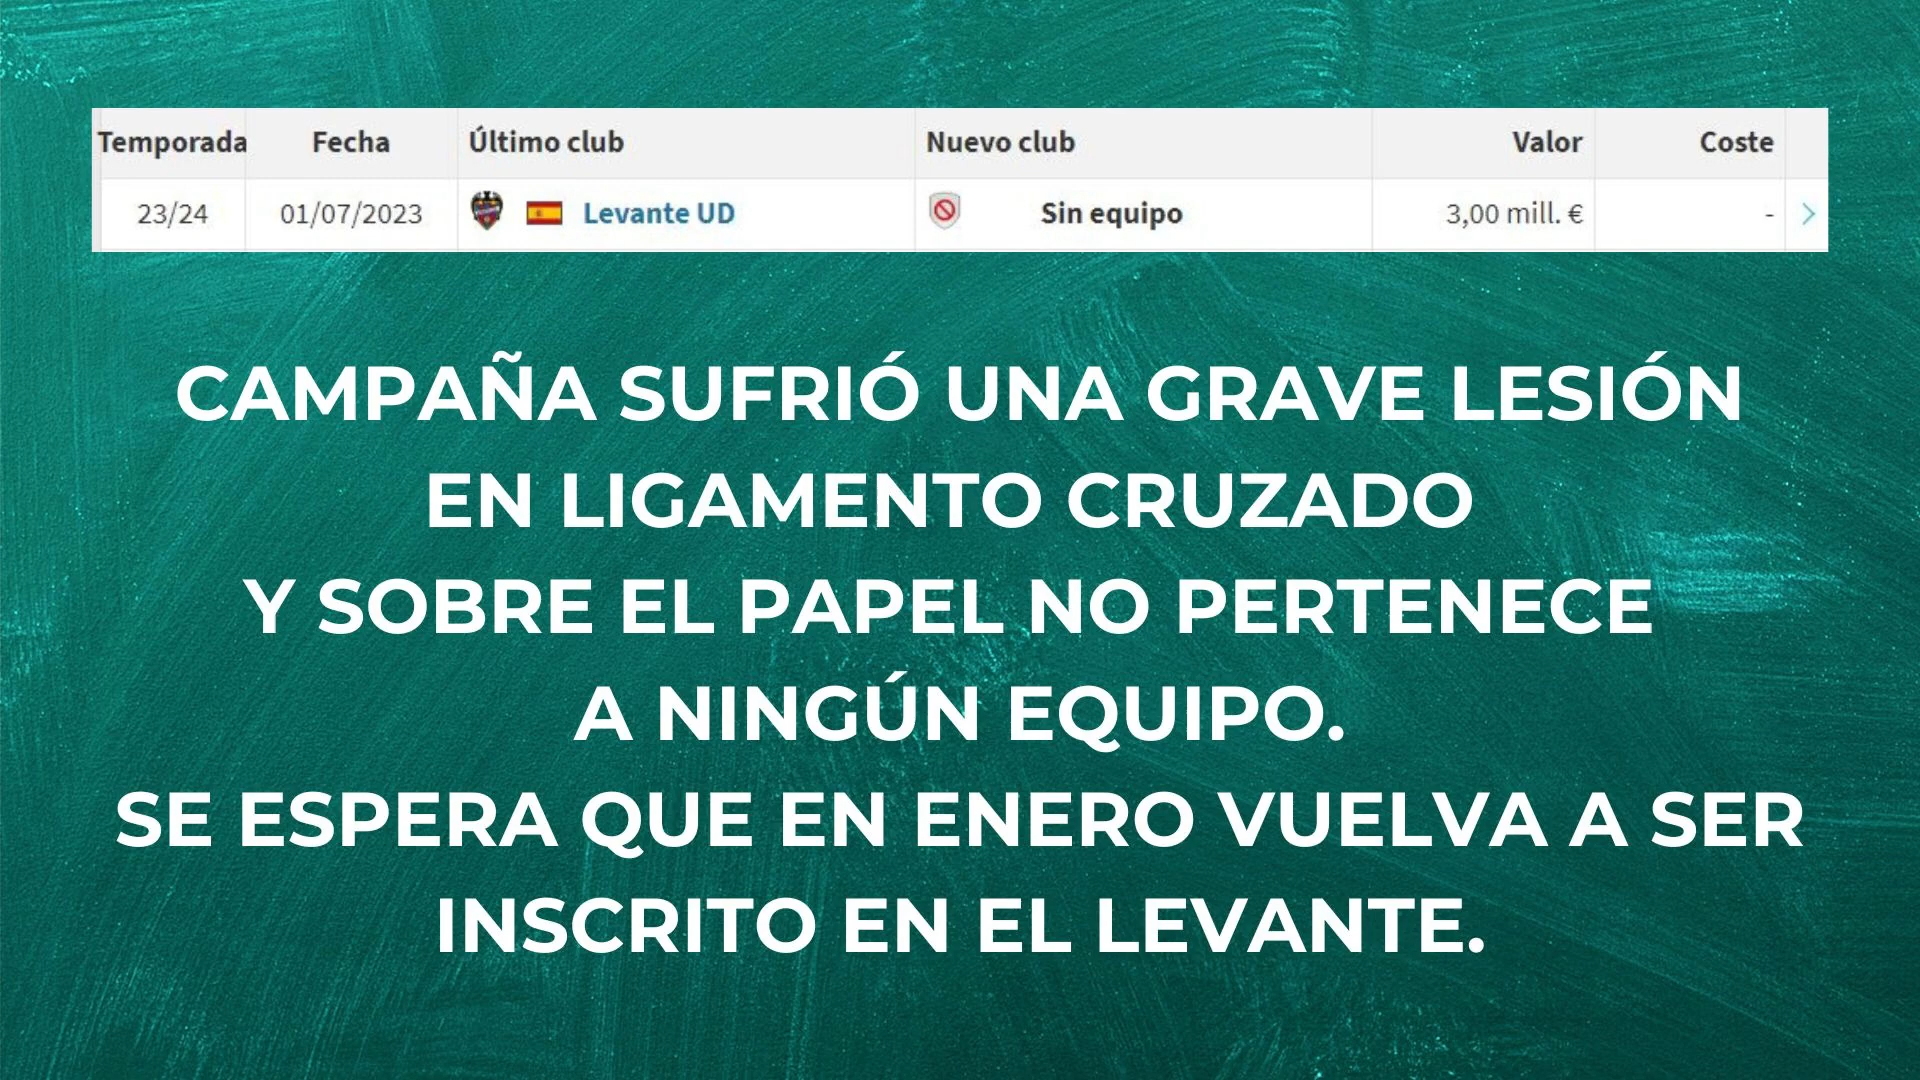 Temporada Fecha Último club Nuevo club Valor Coste
23/24 01/07/2023 Levante UD Sin equipo 3,00 mill. € -
CAMPAÑA SUFRIÓ UNA GRAVE LESIÓN
EN LIGAMENTO CRUZADO
Y SOBRE EL PAPEL NO PERTENECE
A NINGÚN EQUIPO.
SE ESPERA QUE EN ENERO VUELVA A SER
INSCRITO EN EL LEVANTE.